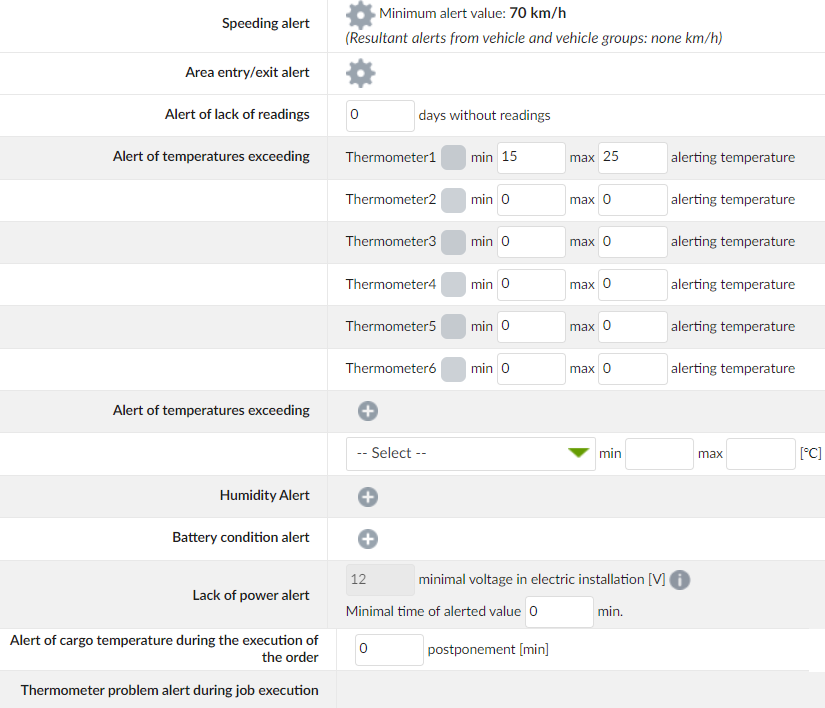 Speeding alert
Minimum alert value: 70 km/h
(Resultant alerts from vehicle and vehicle groups: none km/h)
Area entry/exit alert
Alert of lack of readings 0 days without readings
Alert of temperatures exceeding Thermometer1 min 15 max 25 alerting temperature
Thermometer2 min 0 max 0 alerting temperature
Thermometer3 min 0 max 0 alerting temperature
Thermometer4 min 0 max 0 alerting temperature
Thermometer5 min 0 max 0 alerting temperature
Thermometer6 min 0 max 0 alerting temperature
Alert of temperatures exceeding
-- Select -- min max [°C]
Humidity Alert
Battery condition alert
Lack of power alert
12 minimal voltage in electric installation [V] i
Minimal time of alerted value 0 min.
Alert of cargo temperature during the execution of
the order
0 postponement [min]
Thermometer problem alert during job execution